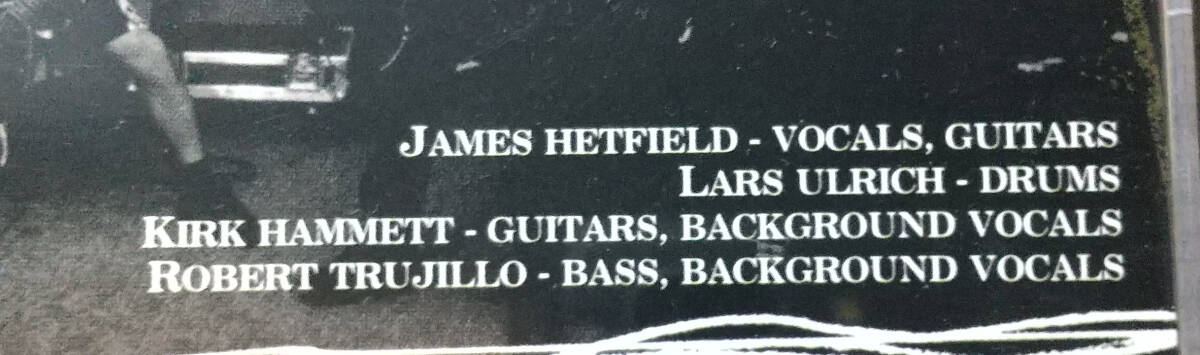 JAMES HETFIELD - VOCALS, GUITARS
LARS ULRICH - DRUMS
KIRK HAMMETT - GUITARS, BACKGROUND VOCALS
ROBERT TRUJILLO - BASS, BACKGROUND VOCALS